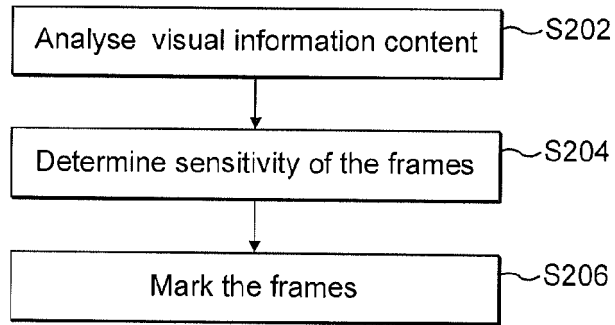 Analyse visual information content
S202
Determine sensitivity of the frames
S204
Mark the frames
S206